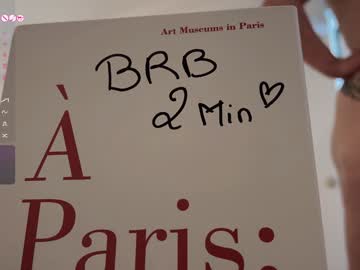 Art Museums in Paris
BRB
2 Min ♡
À
Paris: